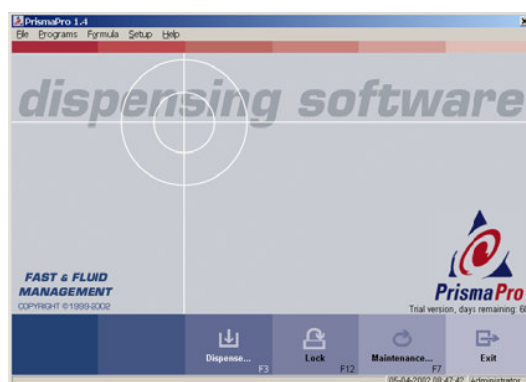 PrismaPro 1.4
File Programs Formula Setup Help
dispensing software
FAST & FLUID
MANAGEMENT
COPYRIGHT © 1999-2002
PrismaPro
Trial version, days remaining: 60
Dispense... F3
Lock F12
Maintenance... F7
Exit
05-04-2002 08:47:42 Administrator